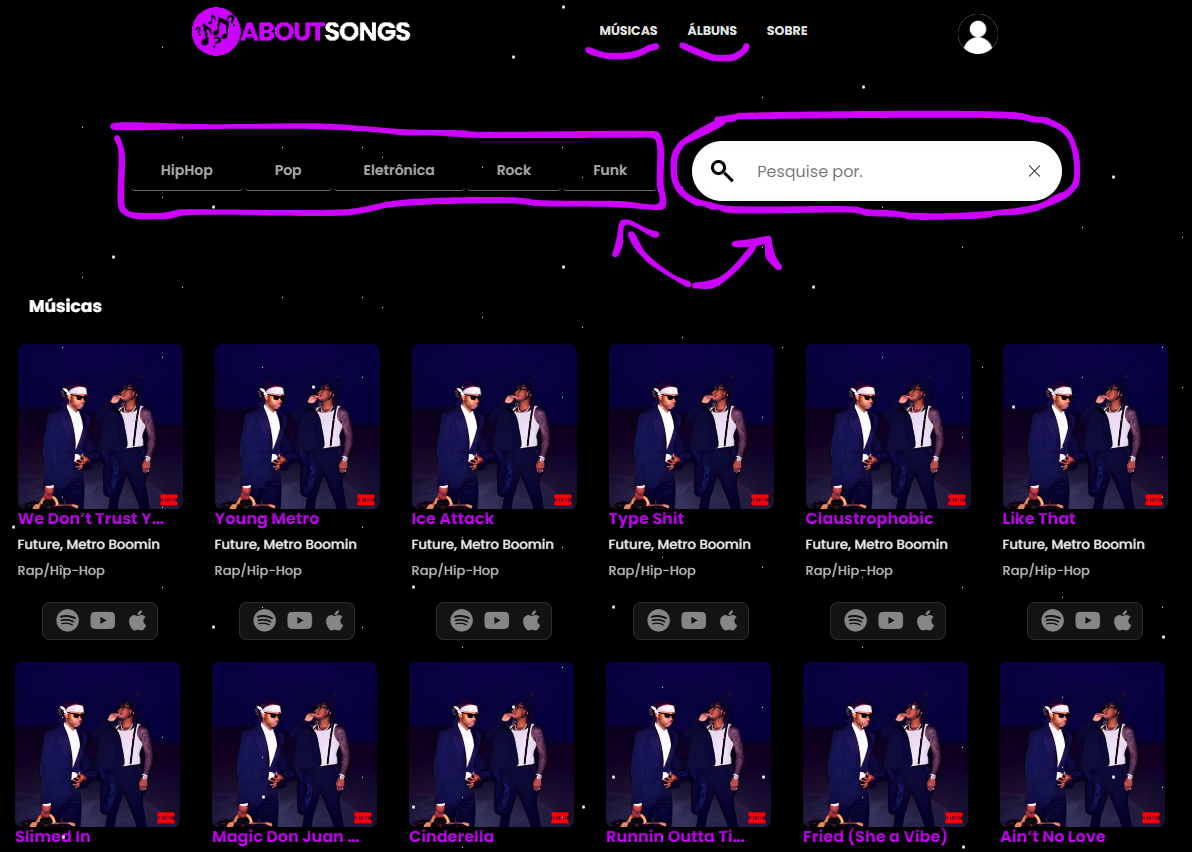 ABOUTSONGS
MÚSICAS ÁLBUNS SOBRE
HipHop Pop Eletrônica Rock Funk
Pesquise por.
Músicas
We Don't Trust Y... Young Metro Ice Attack Type Shit Claustrophobic Like That
Future, Metro Boomin Future, Metro Boomin Future, Metro Boomin Future, Metro Boomin Future, Metro Boomin Future, Metro Boomin
Rap/Hip-Hop Rap/Hip-Hop Rap/Hip-Hop Rap/Hip-Hop Rap/Hip-Hop Rap/Hip-Hop
Slimed In Magic Don Juan ... Cinderella Runnin Outta Ti... Fried (She a Vibe) Ain't No Love